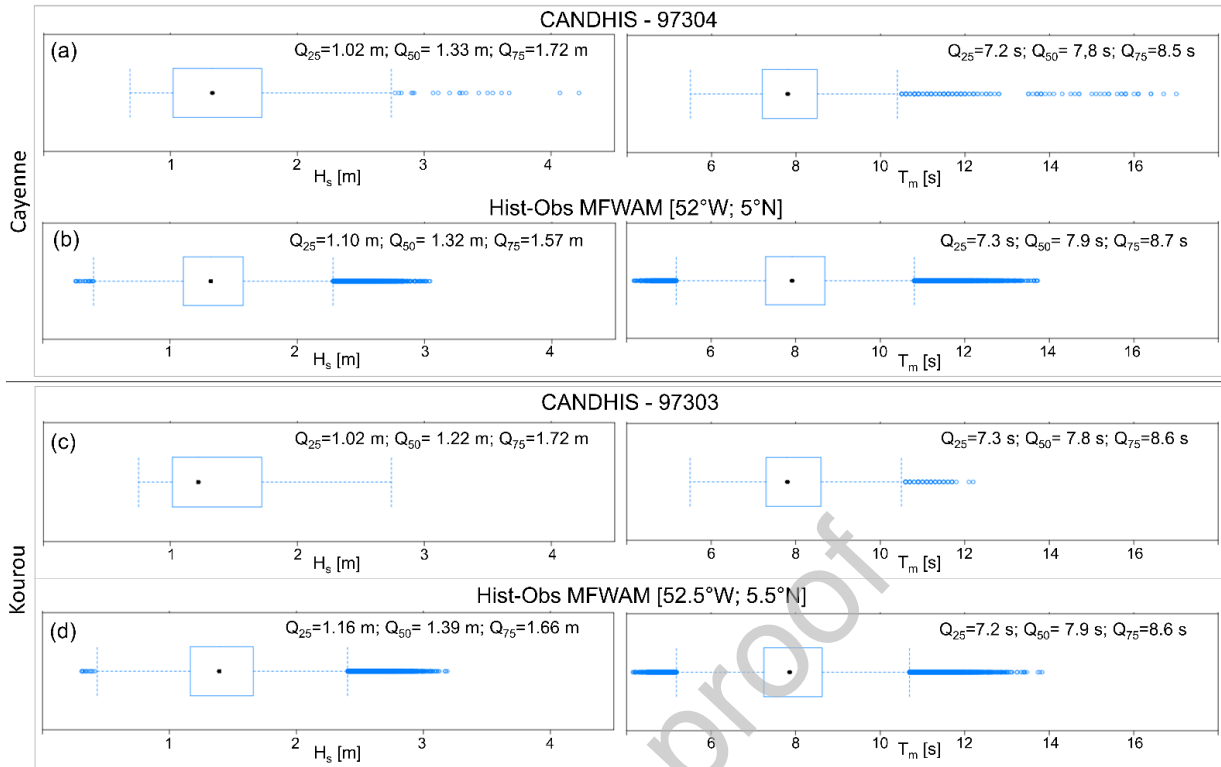 CANDHIS - 97304
(a)
Q25=1.02 m; Q50= 1.33 m; Q75=1.72 m
Q25=7.2 s; Q50= 7,8 s; Q75=8.5 s
1 2 3 4
6 8 10 12 14 16
Hs [m]
Tm [s]
Cayenne
Hist-Obs MFWAM [52°W; 5°N]
(b)
Q25=1.10 m; Q50= 1.32 m; Q75=1.57 m
Q25=7.3 s; Q50= 7.9 s; Q75=8.7 s
1 2 3 4
6 8 10 12 14 16
Hs [m]
Tm [s]
CANDHIS - 97303
(c)
Q25=1.02 m; Q50= 1.22 m; Q75=1.72 m
Q25=7.3 s; Q50= 7.8 s; Q75=8.6 s
1 2 3 4
6 8 10 12 14 16
Hs [m]
Tm [s]
Kourou
Hist-Obs MFWAM [52.5°W; 5.5°N]
(d)
Q25=1.16 m; Q50= 1.39 m; Q75=1.66 m
Q25=7.2 s; Q50= 7.9 s; Q75=8.6 s
1 2 3 4
6 8 10 12 14 16
Hs [m]
Tm [s]
proof